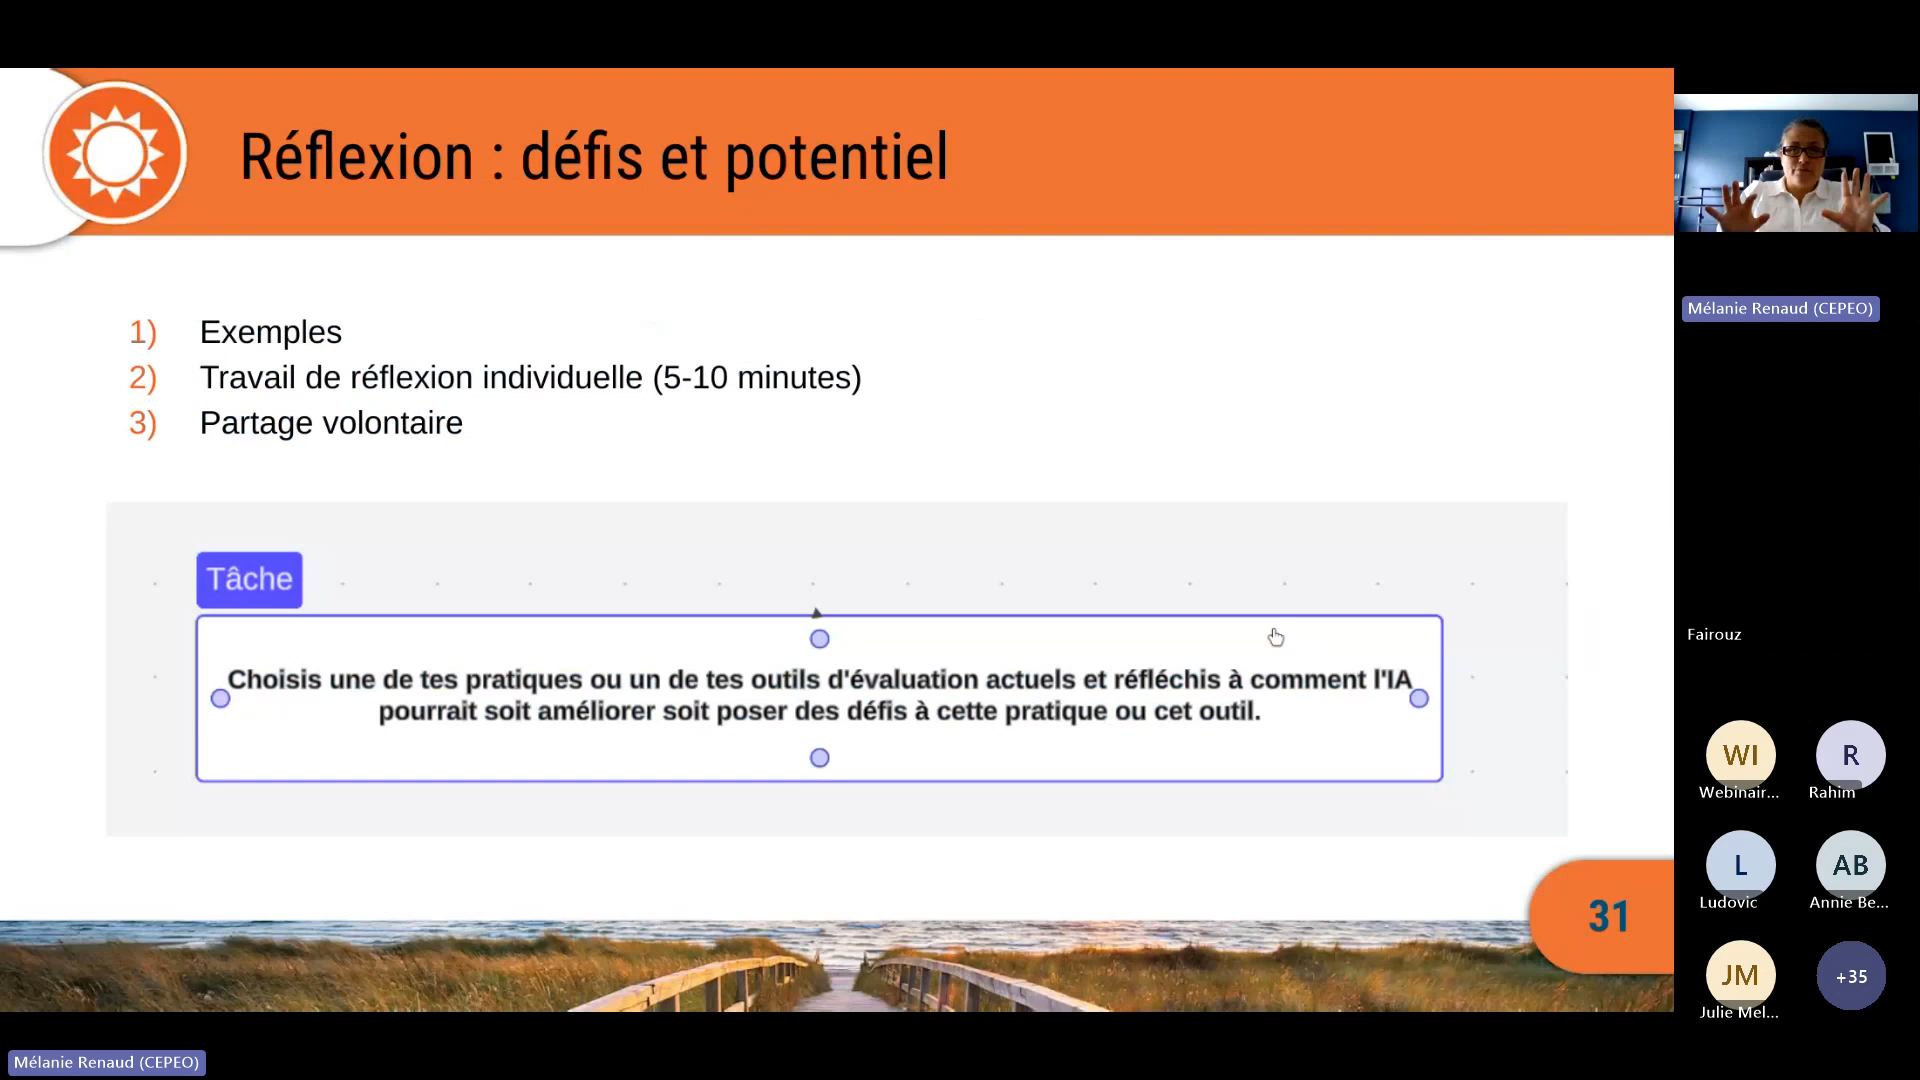 Réflexion : défis et potentiel
1) Exemples
2) Travail de réflexion individuelle (5-10 minutes)
3) Partage volontaire
Tâche
Choisis une de tes pratiques ou un de tes outils d'évaluation actuels et réfléchis à comment l'IA
pourrait soit améliorer soit poser des défis à cette pratique ou cet outil.
31
Mélanie Renaud (CEPEO)
Fairouz
WI
Webinair...
R
Rahim
L
Ludovic
AB
Annie Be...
JM
Julie Mel...
+35
Mélanie Renaud (CEPEO)